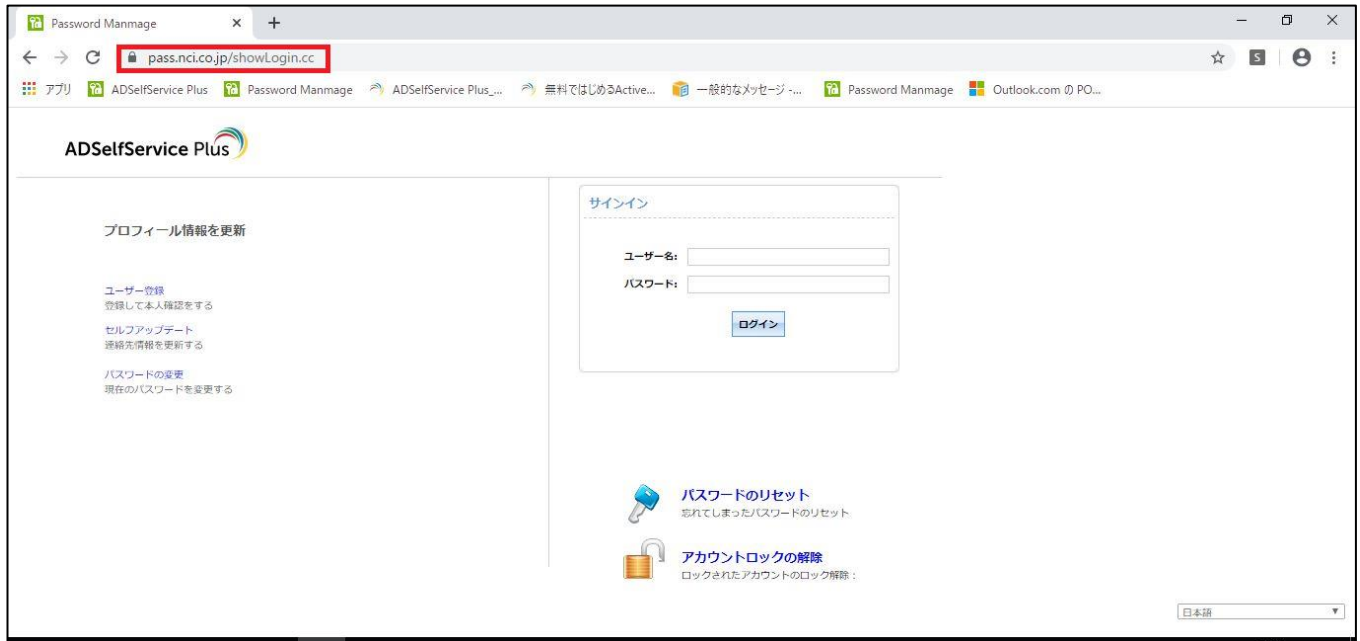 Password Manmage
pass.nci.co.jp/showLogin.cc
S
アプリ ADSelfService Plus Password Manmage ADSelfService Plus_... 無料ではじめるActive... 一般的なメッセージ -... Password Manmage Outlook.com の PO...
ADSelfService Plus
サインイン
プロフィール情報を更新
ユーザー名:
パスワード:
ログイン
ユーザー登録
登録して本人確認をする
セルフアップデート
連絡先情報を更新する
パスワードの変更
現在のパスワードを変更する
パスワードのリセット
忘れてしまったパスワードのリセット
アカウントロックの解除
ロックされたアカウントのロック解除 :
日本語